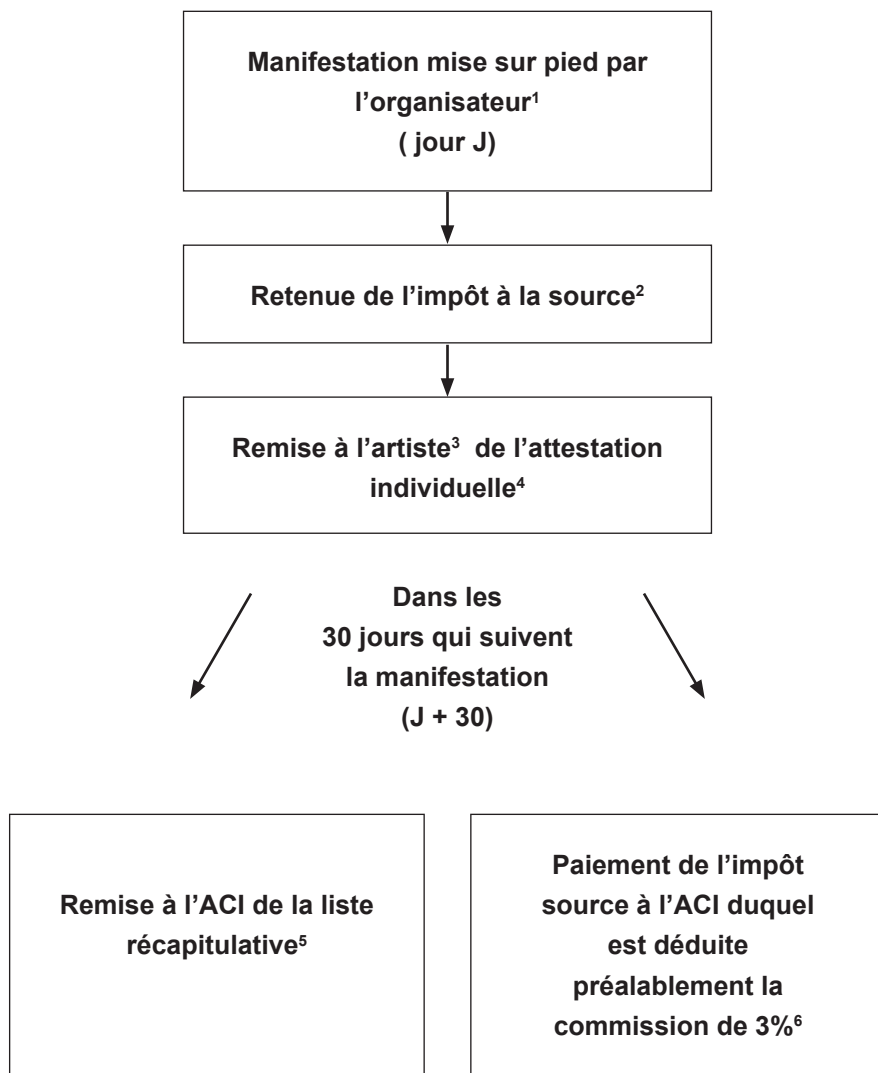 Manifestation mise sur pied par
l’organisateur¹
( jour J)
Retenue de l’impôt à la source²
Remise à l’artiste³ de l’attestation
individuelle⁴
Dans les
30 jours qui suivent
la manifestation
(J + 30)
Remise à l’ACI de la liste
récapitulative⁵
Paiement de l’impôt
source à l’ACI duquel
est déduite
préalablement la
commission de 3%⁶